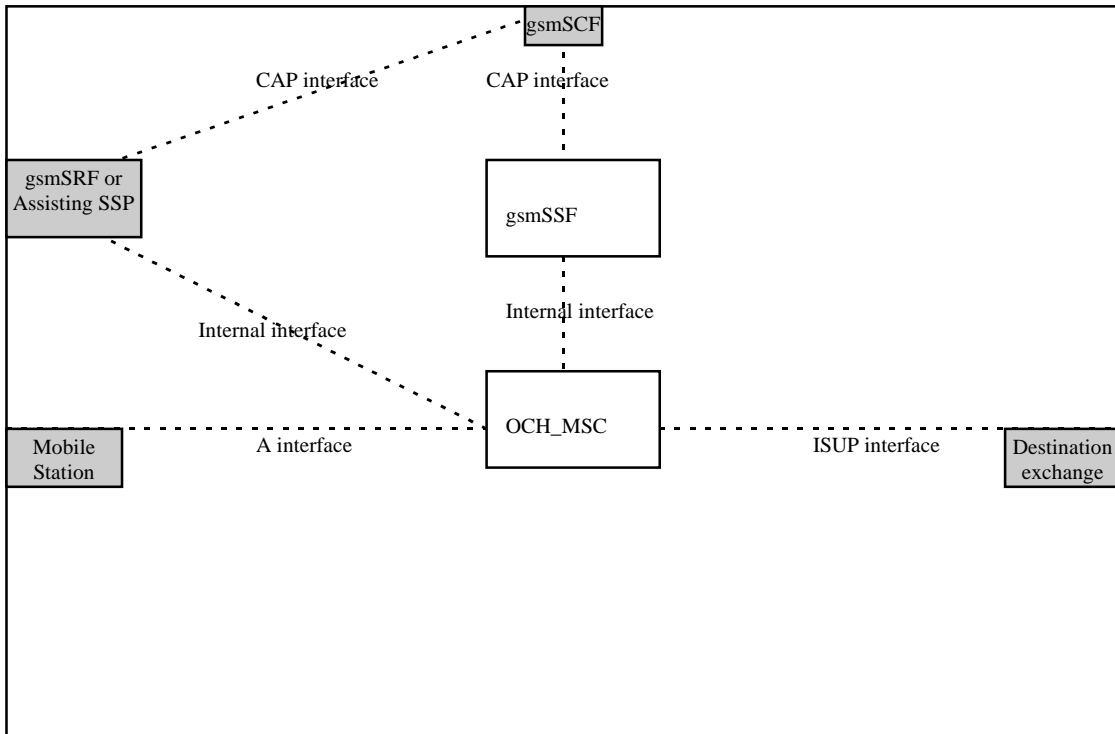 gsmSCF
CAP interface
CAP interface
gsmSRF or
Assisting SSP
gsmSSF
Internal interface
Internal interface
OCH_MSC
Mobile
Station
A interface
ISUP interface
Destination
exchange